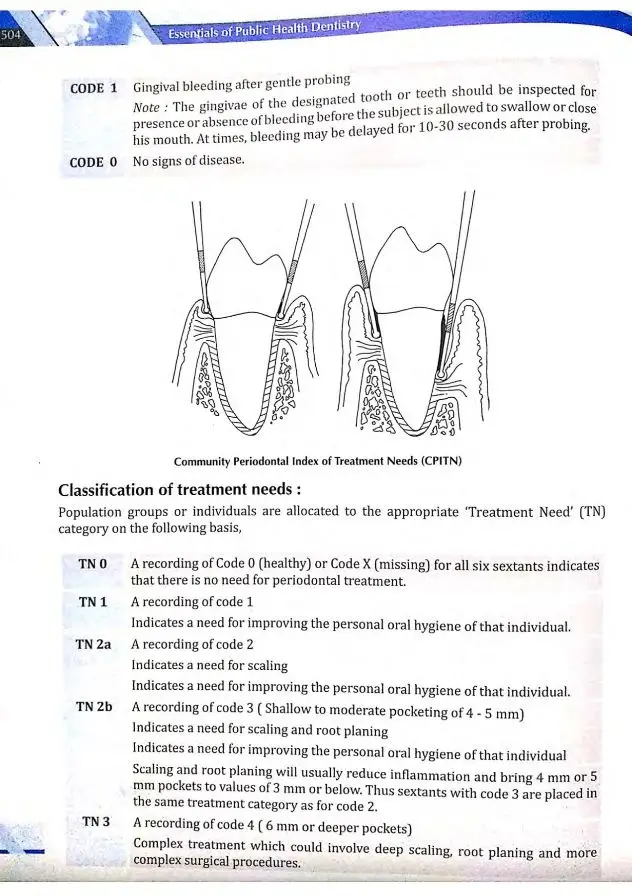 504
Essentials of Public Health Dentistry
CODE 1 Gingival bleeding after gentle probing
Note : The gingivae of the designated tooth or teeth should be inspected for
presence or absence of bleeding before the subject is allowed to swallow or close
his mouth. At times, bleeding may be delayed for 10-30 seconds after probing.
CODE 0 No signs of disease.
Community Periodontal Index of Treatment Needs (CPITN)
Classification of treatment needs :
Population groups or individuals are allocated to the appropriate 'Treatment Need' (TN)
category on the following basis,
TN 0 A recording of Code 0 (healthy) or Code X (missing) for all six sextants indicates
that there is no need for periodontal treatment.
TN 1 A recording of code 1
Indicates a need for improving the personal oral hygiene of that individual.
TN 2a A recording of code 2
Indicates a need for scaling
Indicates a need for improving the personal oral hygiene of that individual.
TN 2b A recording of code 3 ( Shallow to moderate pocketing of 4 - 5 mm)
Indicates a need for scaling and root planing
Indicates a need for improving the personal oral hygiene of that individual
Scaling and root planing will usually reduce inflammation and bring 4 mm or 5
mm pockets to values of 3 mm or below. Thus sextants with code 3 are placed in
the same treatment category as for code 2.
TN 3 A recording of code 4 ( 6 mm or deeper pockets)
Complex treatment which could involve deep scaling, root planing and more
complex surgical procedures.